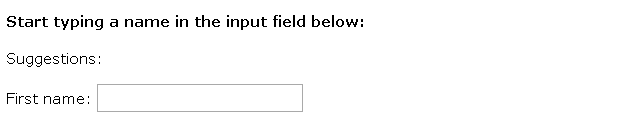 Start typing a name in the input field below:
Suggestions:
First name: